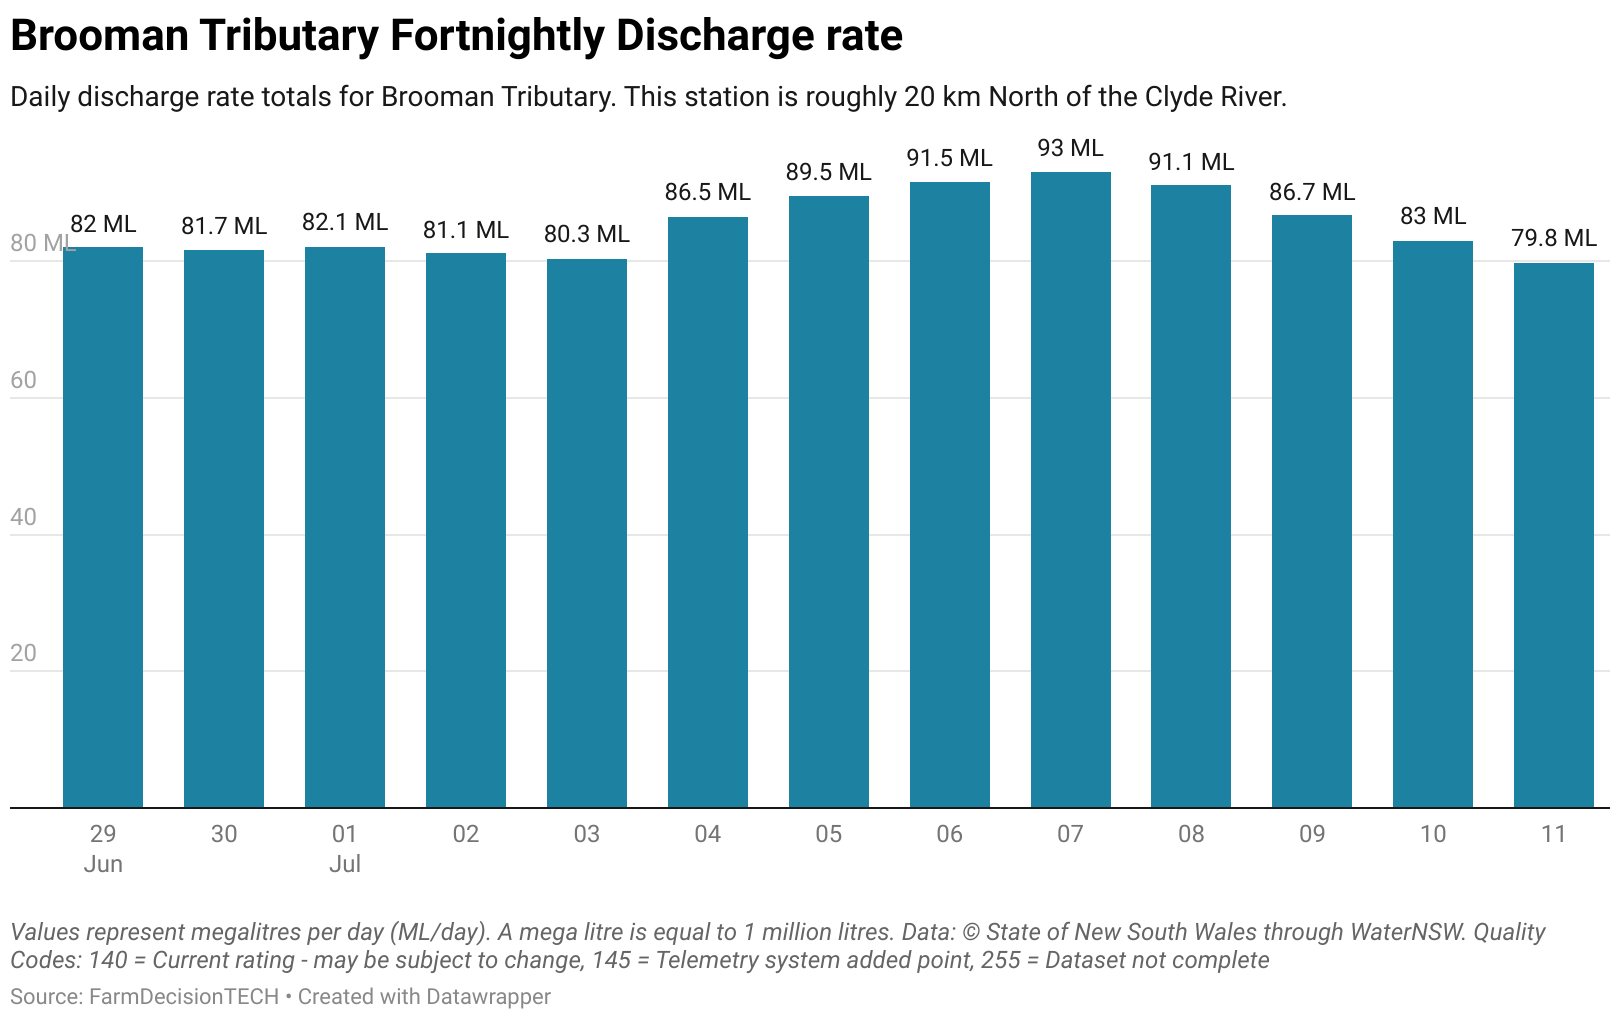 Brooman Tributary Fortnightly Discharge rate
Daily discharge rate totals for Brooman Tributary. This station is roughly 20 km North of the Clyde River.
82 ML 81.7 ML 82.1 ML 81.1 ML 80.3 ML 86.5 ML 89.5 ML 91.5 ML 93 ML 91.1 ML 86.7 ML 83 ML 79.8 ML
80 ML
60
40
20
29 30 01 02 03 04 05 06 07 08 09 10 11
Jun Jul
Values represent megalitres per day (ML/day). A mega litre is equal to 1 million litres. Data: © State of New South Wales through WaterNSW. Quality
Codes: 140 = Current rating - may be subject to change, 145 = Telemetry system added point, 255 = Dataset not complete
Source: FarmDecisionTECH • Created with Datawrapper